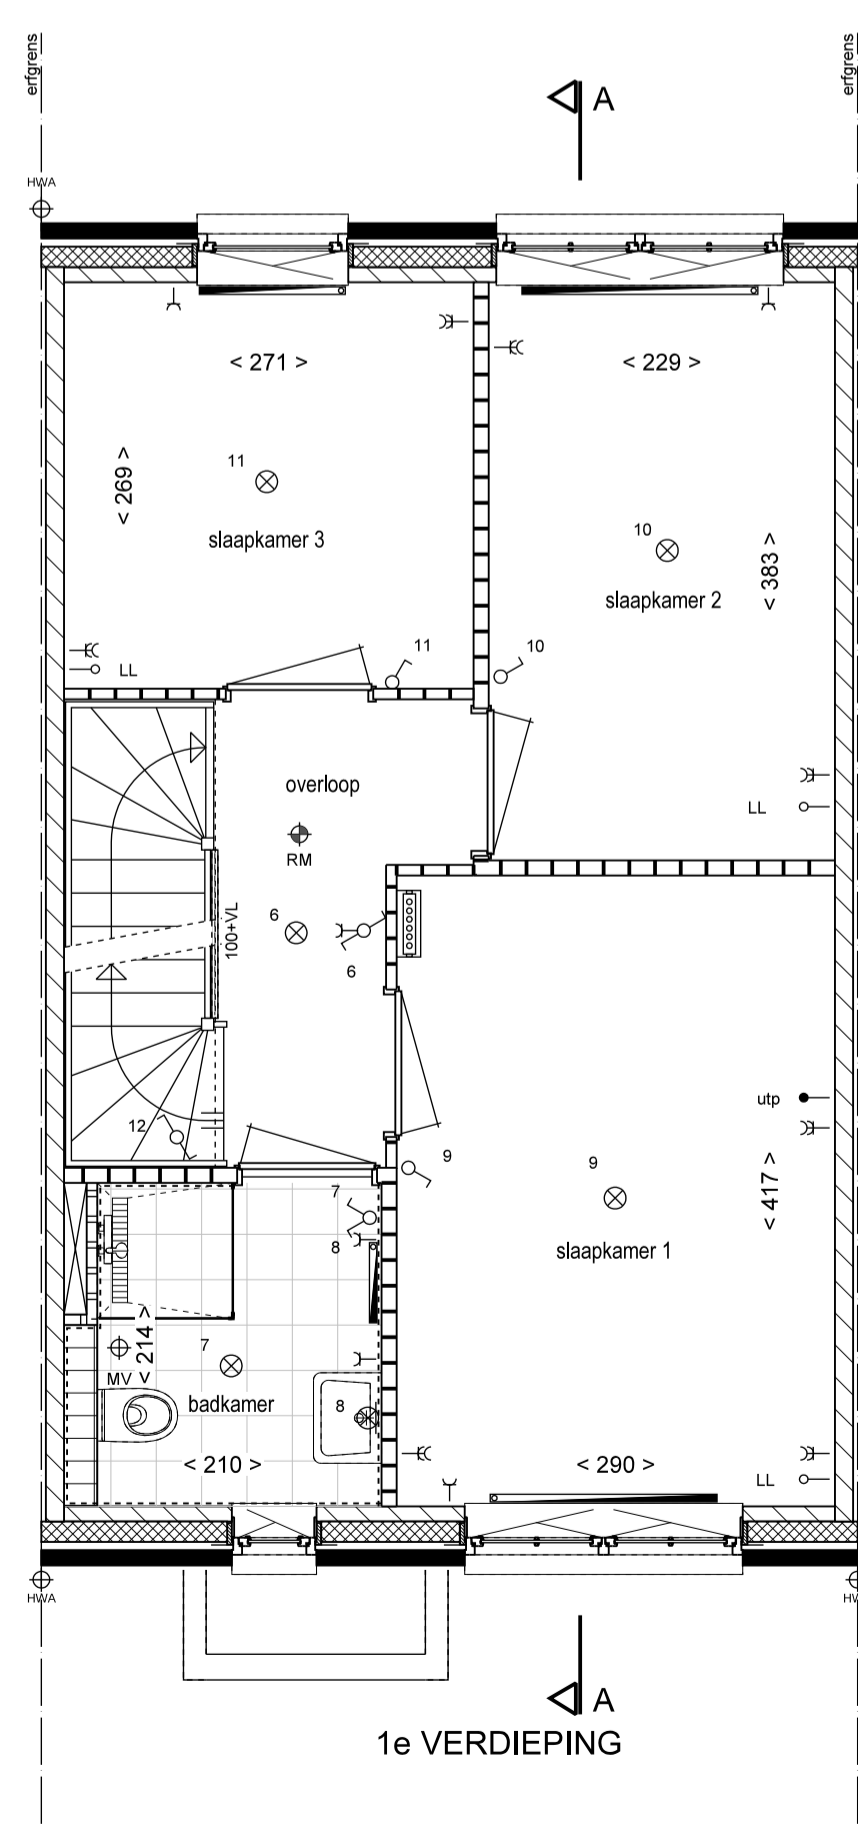 erfgrens
erfgrens
A
HWA
< 271 >
< 229 >
< 269 >
11
slaapkamer 3
10
slaapkamer 2
< 383 >
11
10
LL
overloop
RM
LL
6
100+VL
6
utp
12
9
9
< 417 >
7
8
slaapkamer 1
< 214 >
MV
7
badkamer
8
< 210 >
< 290 >
LL
HWA
HW
A
1e VERDIEPING